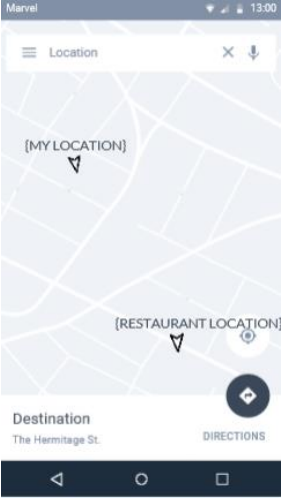 Marvel 13:00
Location
{MY LOCATION}
{RESTAURANT LOCATION}
Destination
The Hermitage St.
DIRECTIONS